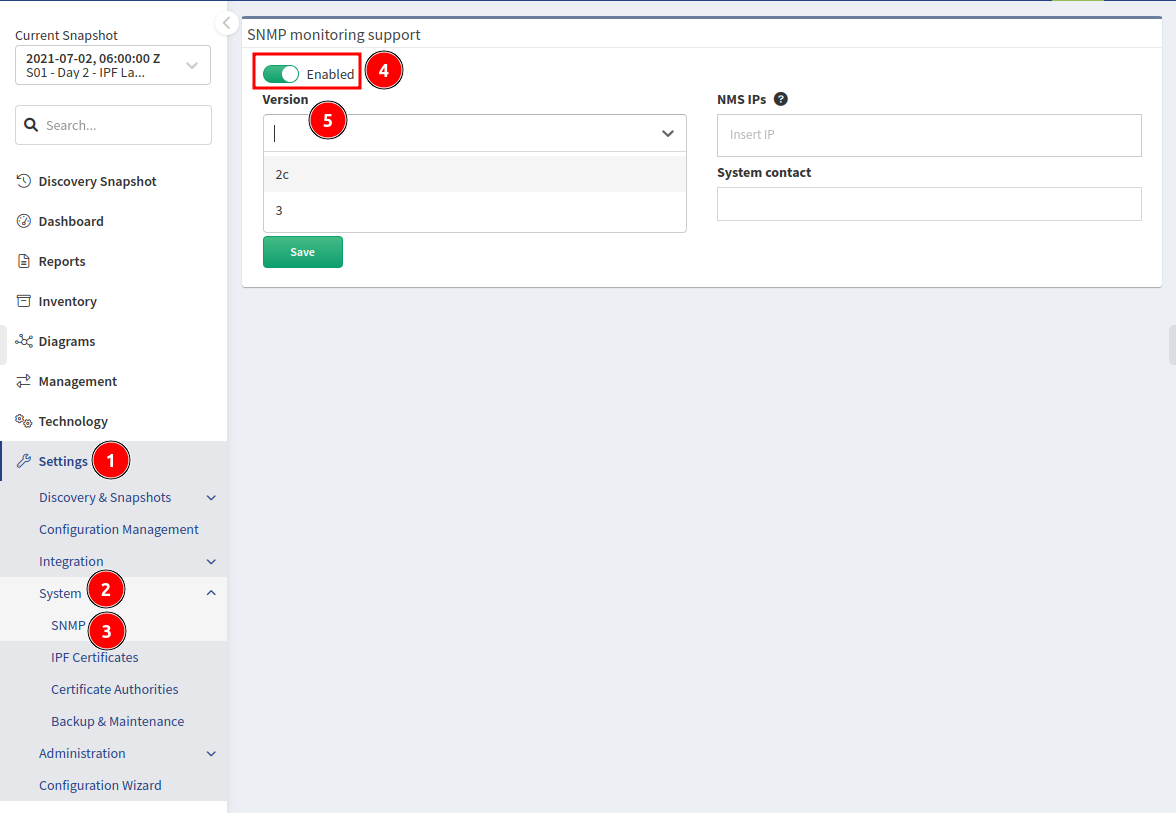 Current Snapshot
2021-07-02, 06:00:00 Z
S01 - Day 2 - IPF La...
Search...
Discovery Snapshot
Dashboard
Reports
Inventory
Diagrams
Management
Technology
Settings 1
Discovery & Snapshots
Configuration Management
Integration
System 2
SNMP 3
IPF Certificates
Certificate Authorities
Backup & Maintenance
Administration
Configuration Wizard
SNMP monitoring support
Enabled 4
Version 5
2c
3
Save
NMS IPs ?
Insert IP
System contact